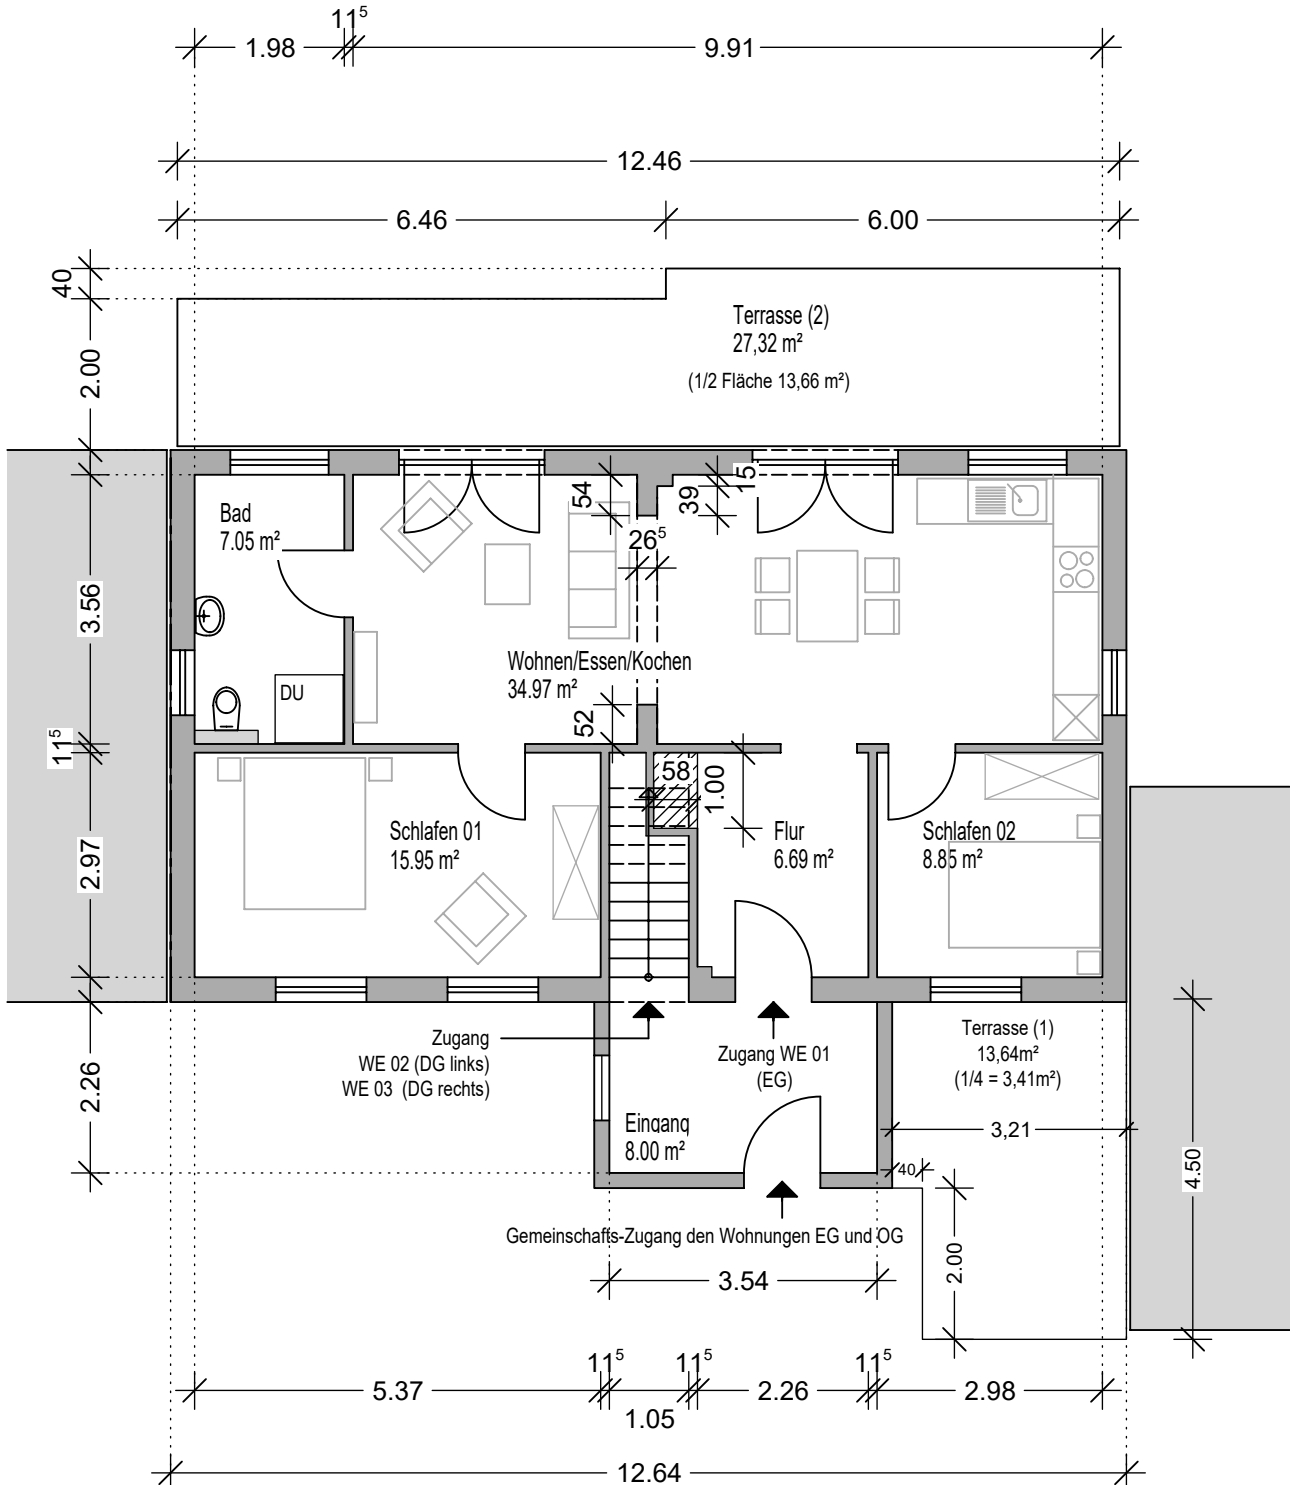 11⁵
1.98
9.91
12.46
6.46
6.00
40
2.00
Terrasse (2)
27,32 m²
(1/2 Fläche 13,66 m²)
54
39
15
26⁵
Bad
7.05 m²
3.56
Wohnen/Essen/Kochen
34.97 m²
DU
52
11⁵
58
1.00
2.97
Schlafen 01
15.95 m²
Flur
6.69 m²
Schlafen 02
8.85 m²
2.26
Zugang
WE 02 (DG links)
WE 03 (DG rechts)
Zugang WE 01
(EG)
Terrasse (1)
13,64m²
(1/4 = 3,41m²)
Eingang
8.00 m²
3,21
40
4.50
2.00
Gemeinschafts-Zugang den Wohnungen EG und OG
3.54
11⁵
11⁵
11⁵
5.37
2.26
2.98
1.05
12.64